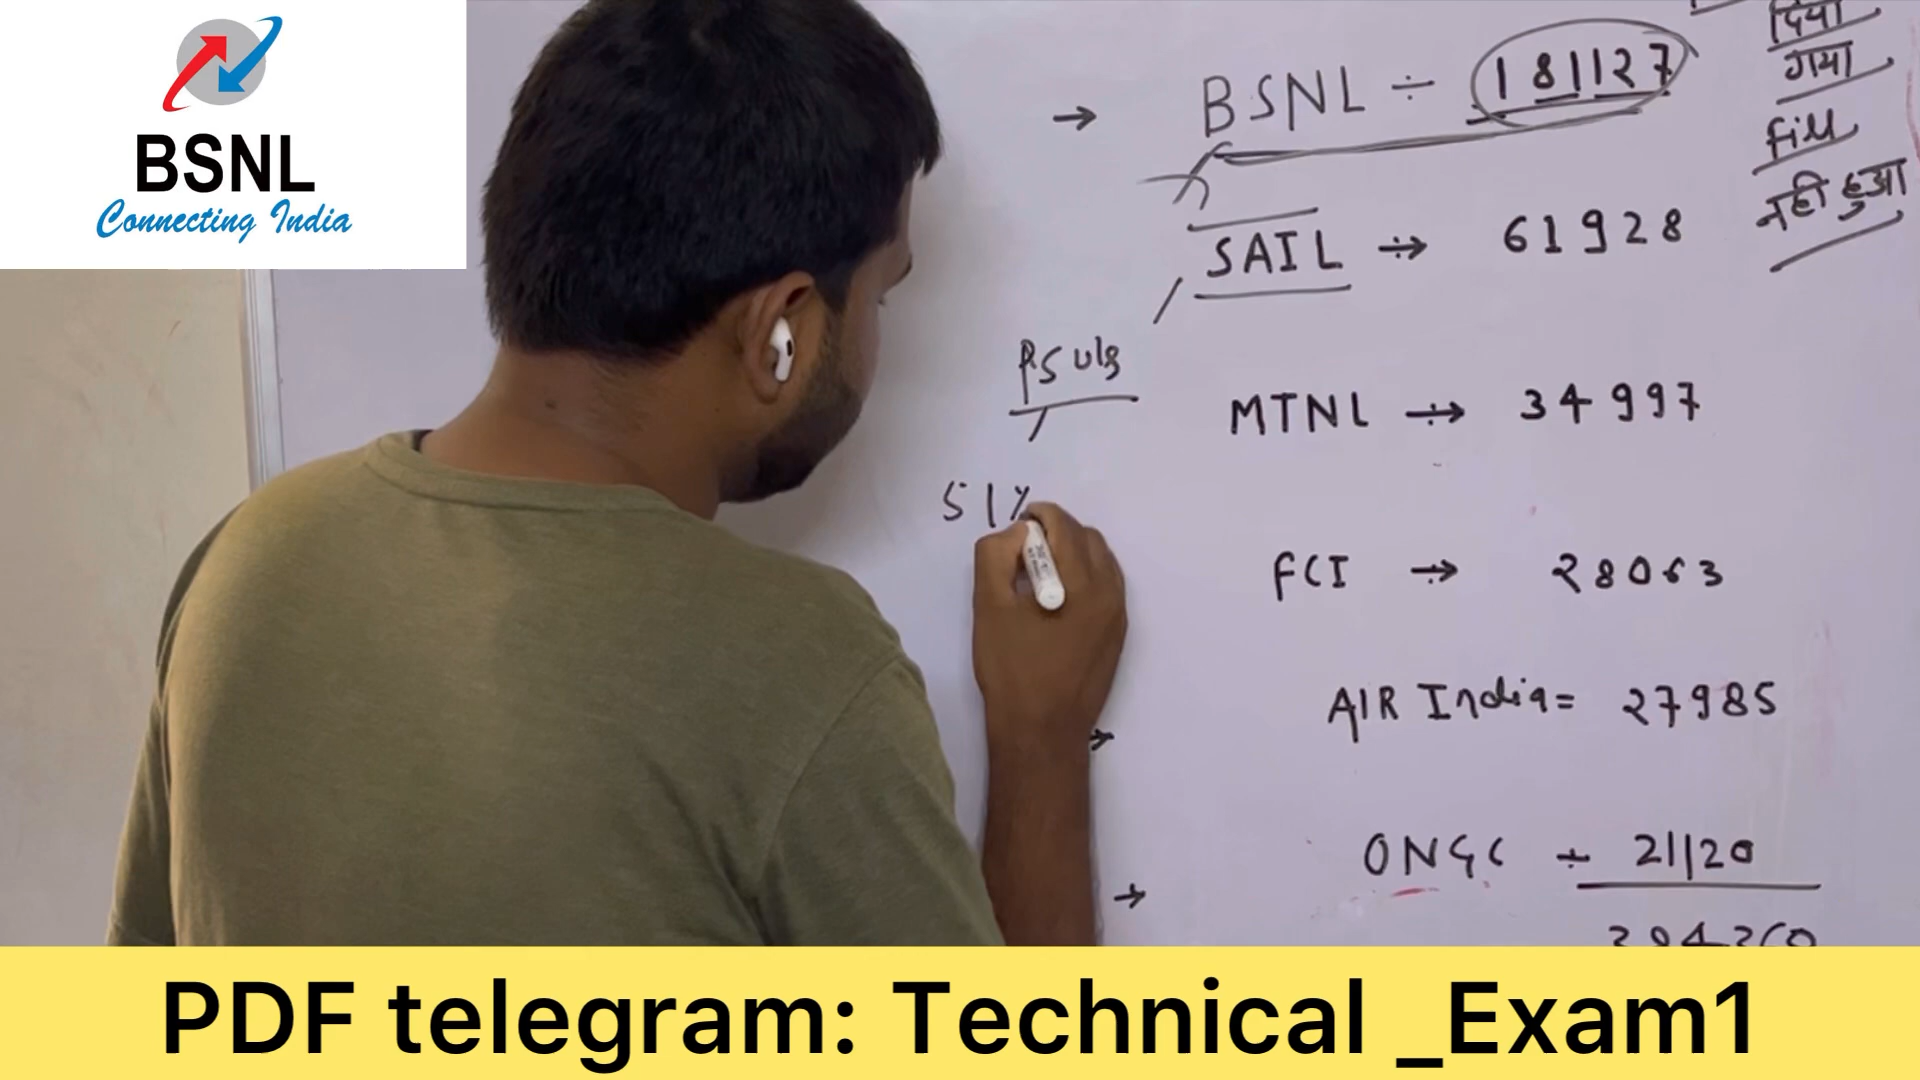 BSNL
Connecting India
→ BSNL ÷ 181127
SAIL → 61928
PSUs
MTNL → 34997
51%
FCI → 28063
AIR India = 27985
→
ONGC ÷ 21120
→
दिया
गया
fill
नही हुआ
PDF telegram: Technical _Exam1